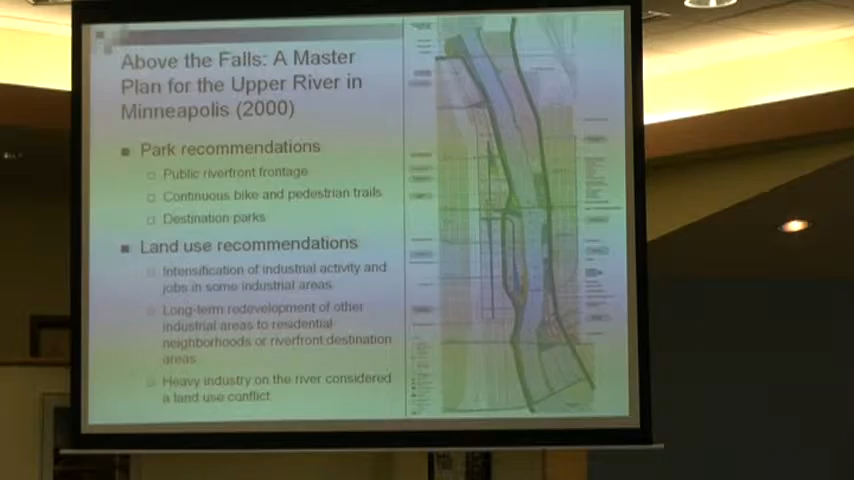 Above the Falls: A Master
Plan for the Upper River in
Minneapolis (2000)
Park recommendations
Public riverfront frontage
Continuous bike and pedestrian trails
Destination parks
Land use recommendations
Intensification of industrial activity and
jobs in some industrial areas
Long-term redevelopment of other
industrial areas to residential
neighborhoods or riverfront destination
areas
Heavy industry on the river considered
a land use conflict